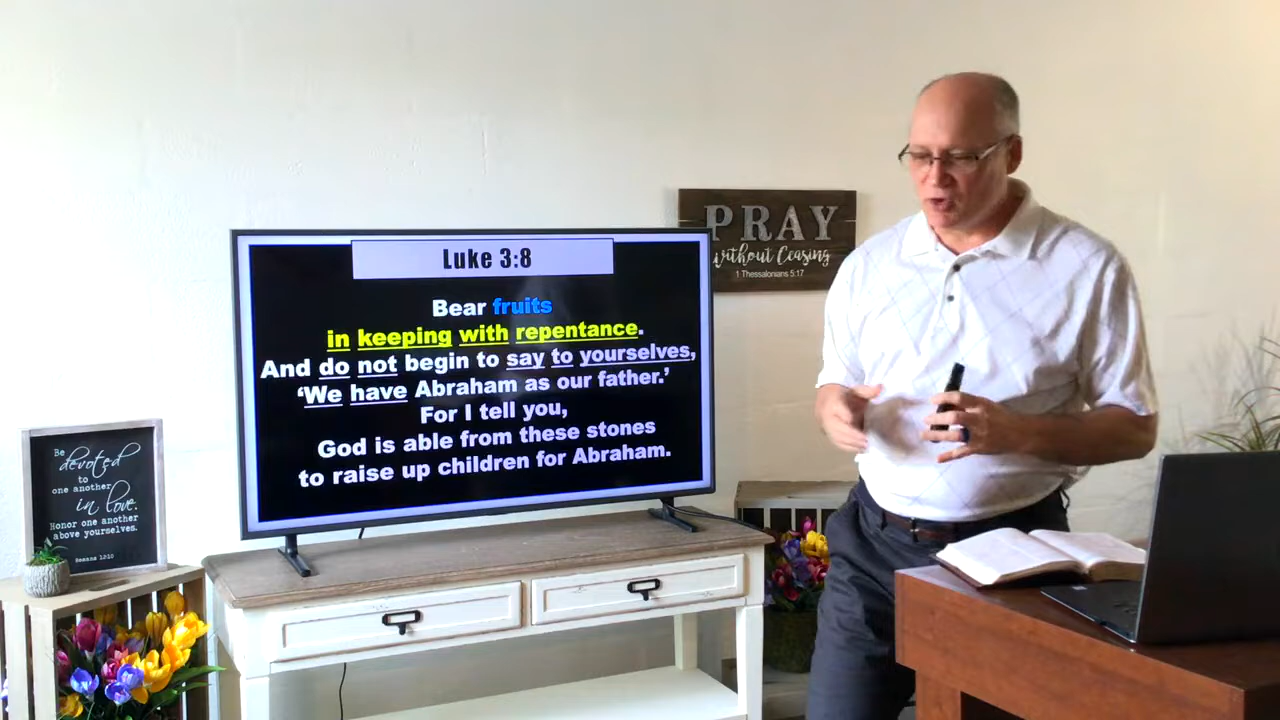 Luke 3:8
Bear fruits
in keeping with repentance.
And do not begin to say to yourselves,
‘We have Abraham as our father.’
For I tell you,
God is able from these stones
to raise up children for Abraham.
PRAY
without Ceasing
1 Thessalonians 5:17
Be
devoted
to
one another
in love.
Honor one another
above yourselves.
Romans 12:10